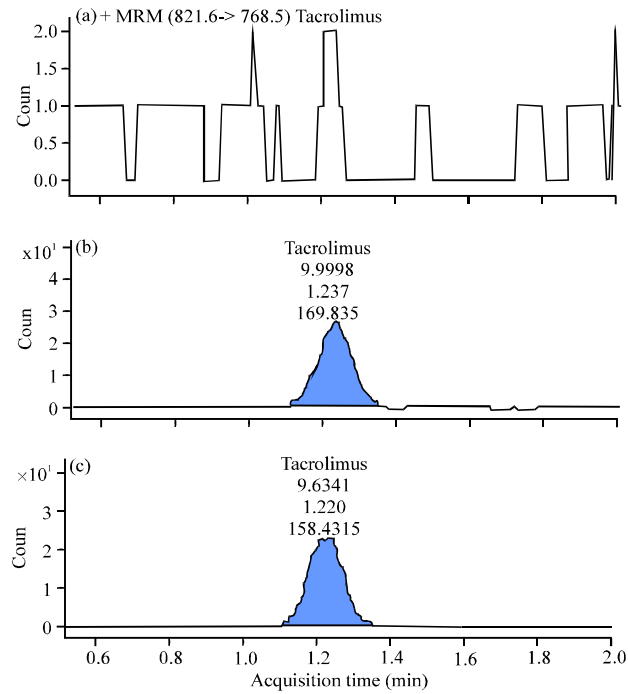 (a) + MRM (821.6-> 768.5) Tacrolimus
2.0
1.5
1.0
0.5
0.0
Coun
(b)
x10¹
4
3
2
1
0
Coun
Tacrolimus
9.9998
1.237
169.835
(c)
×10¹
3
2
1
0
Coun
Tacrolimus
9.6341
1.220
158.4315
0.6 0.8 1.0 1.2 1.4 1.6 1.8 2.0
Acquisition time (min)